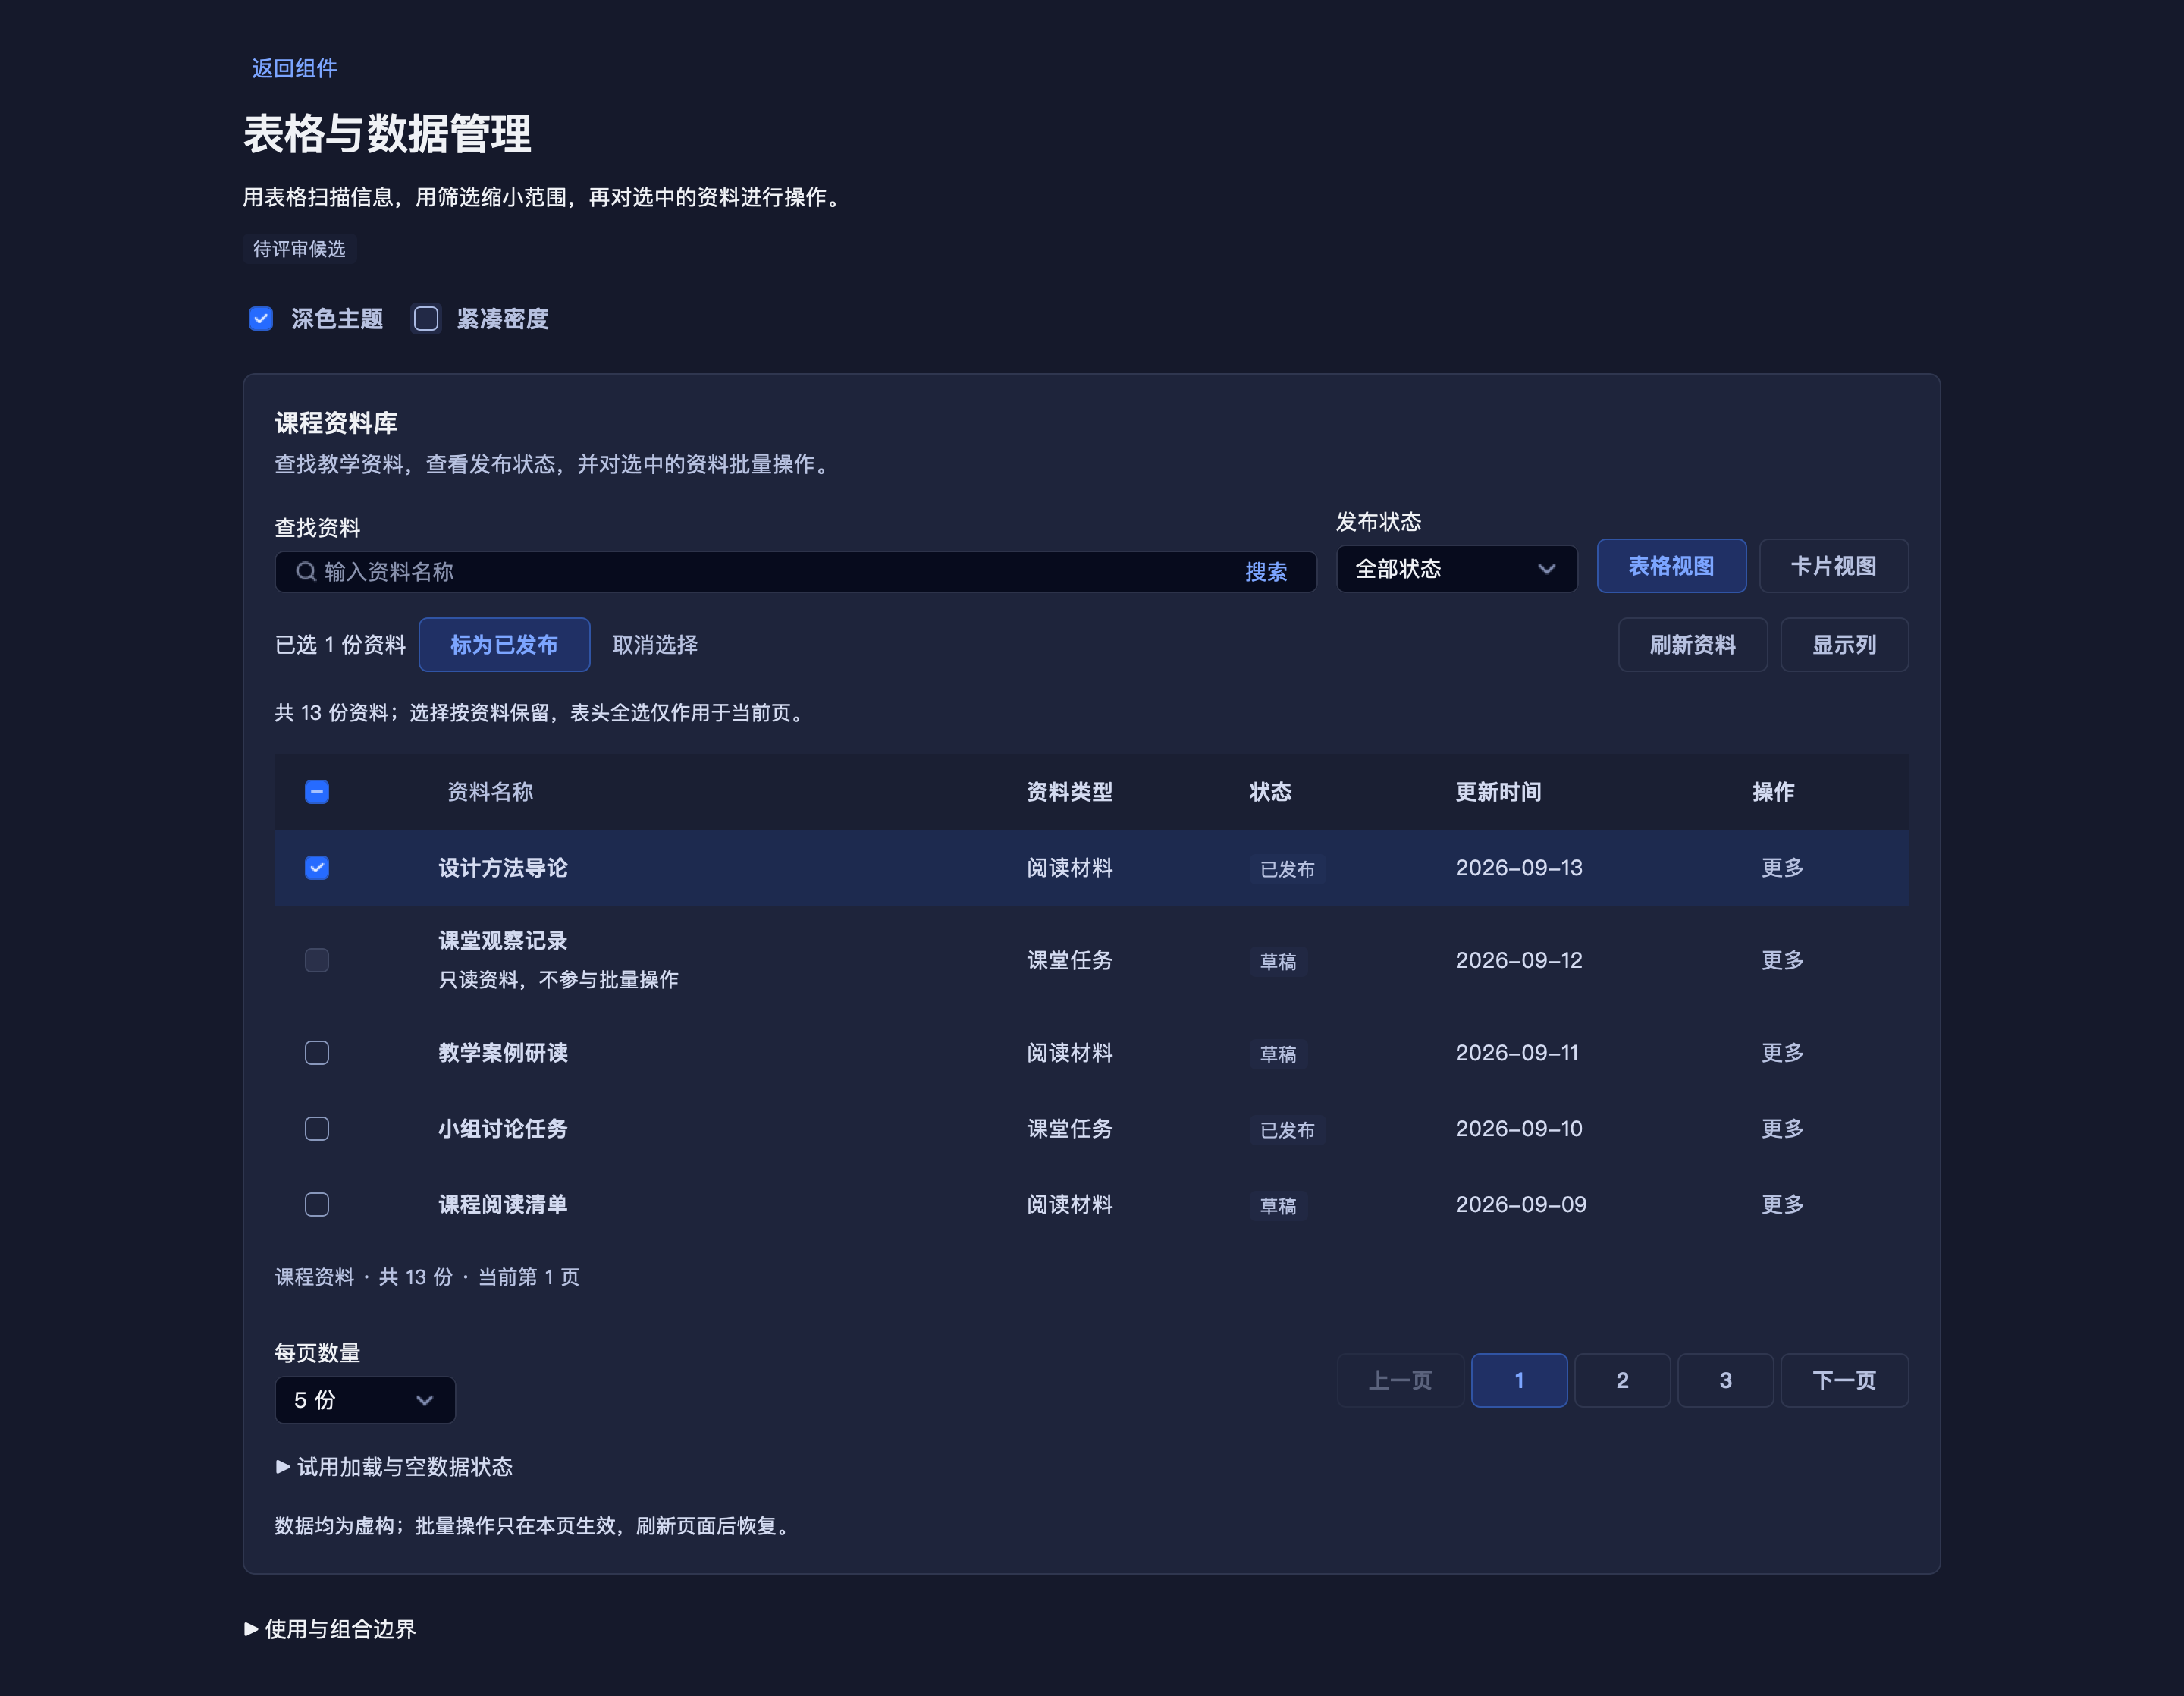 返回组件
表格与数据管理
用表格扫描信息，用筛选缩小范围，再对选中的资料进行操作。
待评审候选
深色主题 紧凑密度
课程资料库
查找教学资料，查看发布状态，并对选中的资料批量操作。
查找资料 发布状态
输入资料名称 搜索 全部状态 表格视图 卡片视图
已选 1 份资料 标为已发布 取消选择 刷新资料 显示列
共 13 份资料；选择按资料保留，表头全选仅作用于当前页。
资料名称 资料类型 状态 更新时间 操作
设计方法导论 阅读材料 已发布 2026-09-13 更多
课堂观察记录
只读资料，不参与批量操作 课堂任务 草稿 2026-09-12 更多
教学案例研读 阅读材料 草稿 2026-09-11 更多
小组讨论任务 课堂任务 已发布 2026-09-10 更多
课程阅读清单 阅读材料 草稿 2026-09-09 更多
课程资料 · 共 13 份 · 当前第 1 页
每页数量
5 份 上一页 1 2 3 下一页
试用加载与空数据状态
数据均为虚构；批量操作只在本页生效，刷新页面后恢复。
使用与组合边界